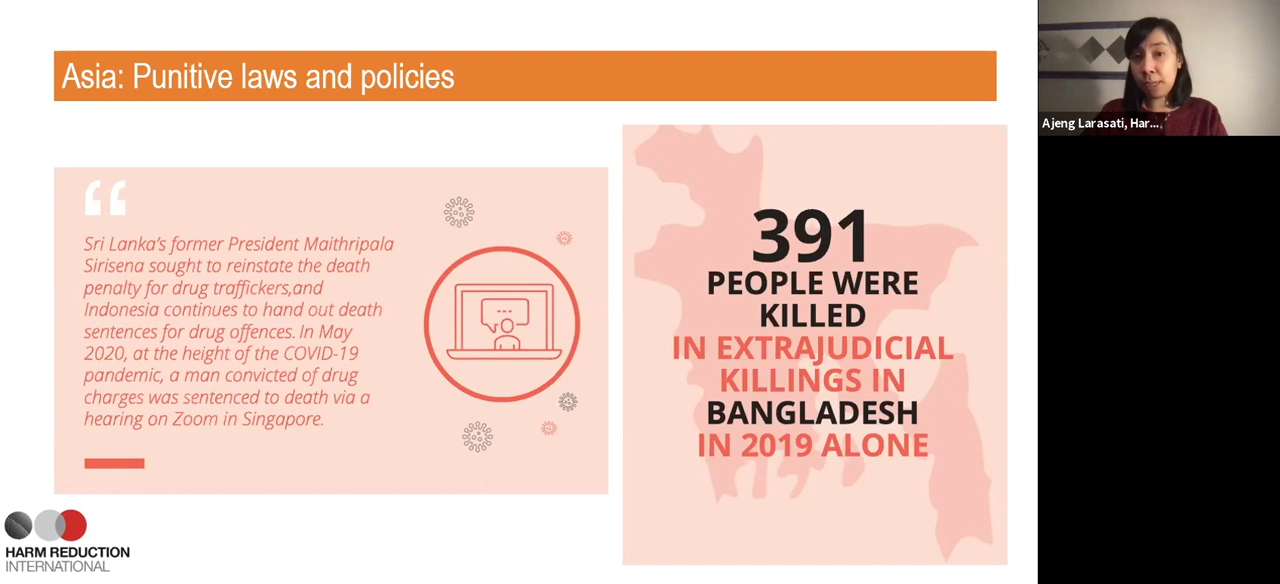 Asia: Punitive laws and policies
Ajeng Larasati, Har...
“
Sri Lanka's former President Maithripala
Sirisena sought to reinstate the death
penalty for drug traffickers,and
Indonesia continues to hand out death
sentences for drug offences. In May
2020, at the height of the COVID-19
pandemic, a man convicted of drug
charges was sentenced to death via a
hearing on Zoom in Singapore.
391
PEOPLE WERE
KILLED
IN EXTRAJUDICIAL
KILLINGS IN
BANGLADESH
IN 2019 ALONE
HARM REDUCTION
INTERNATIONAL